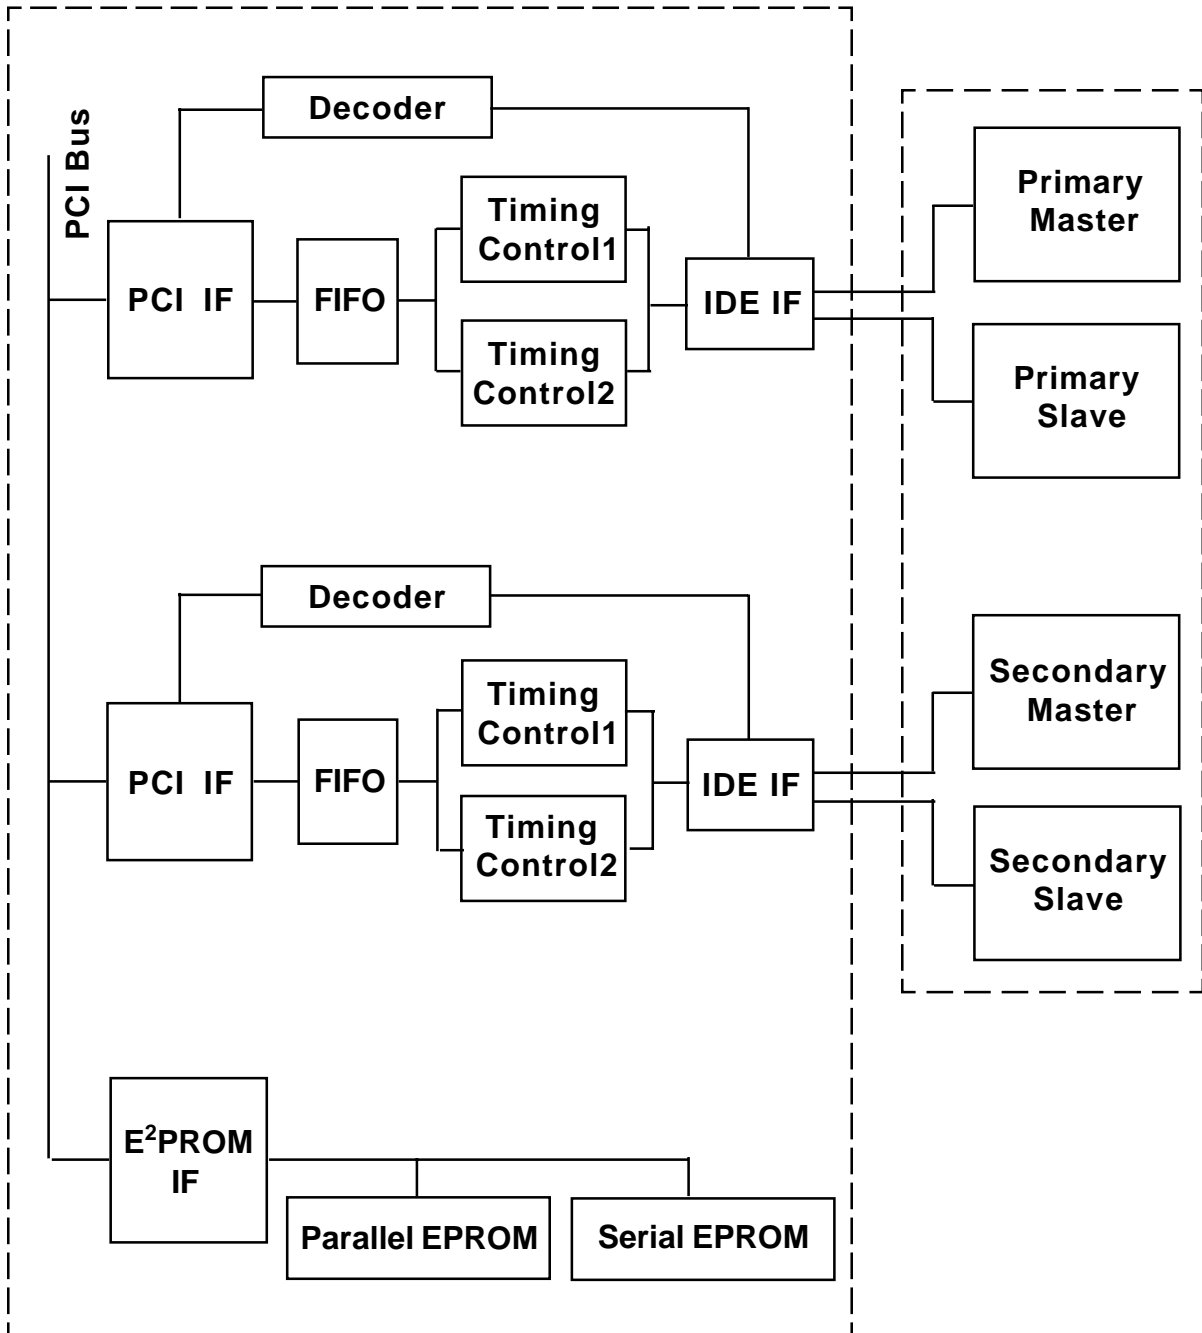 PCI Bus
Decoder
Timing
Control1
PCI IF
FIFO
Timing
Control2
IDE IF
Primary
Master
Primary
Slave
Decoder
Timing
Control1
PCI IF
FIFO
Timing
Control2
IDE IF
Secondary
Master
Secondary
Slave
E²PROM
IF
Parallel EPROM
Serial EPROM